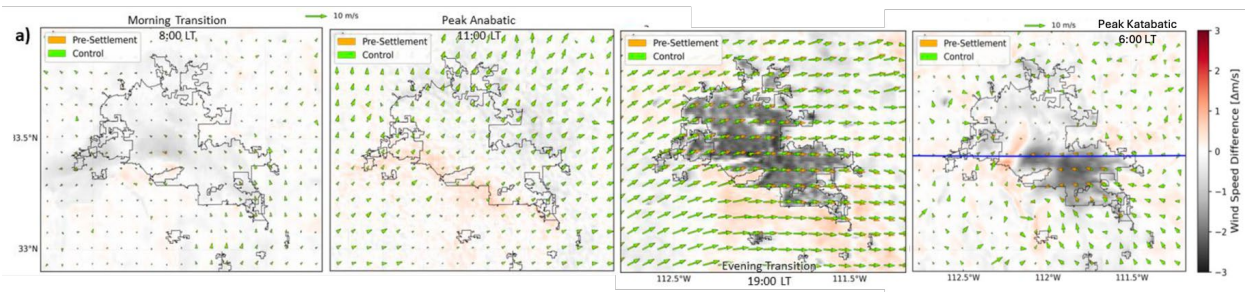 a)
Morning Transition
8:00 LT
10 m/s
Pre-Settlement
Control
33.5°N
33°N
Peak Anabatic
11:00 LT
Pre-Settlement
Control
Pre-Settlement
Control
Evening Transition
19:00 LT
112.5°W
111.5°W
10 m/s
Peak Katabatic
6:00 LT
Pre-Settlement
Control
112.5°W
112°W
111.5°W
3
2
1
0
−1
−2
−3
Wind Speed Difference [Δm/s]